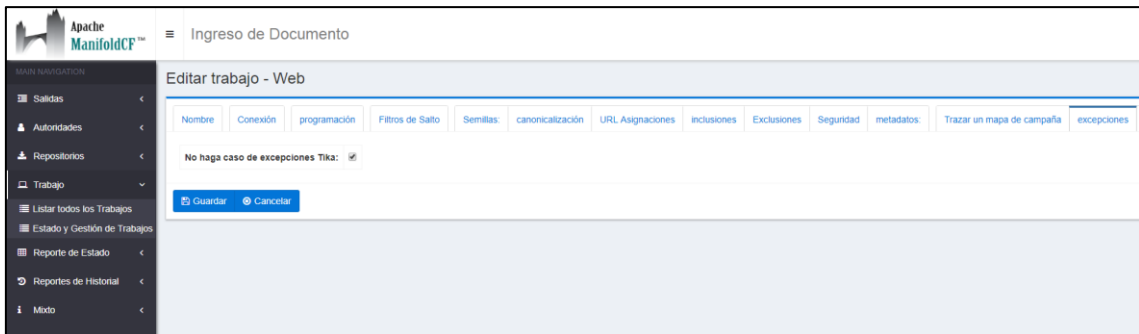 Apache
ManifoldCF™
Ingreso de Documento
MAIN NAVIGATION
Salidas
Autoridades
Repositorios
Trabajo
Listar todos los Trabajos
Estado y Gestión de Trabajos
Reporte de Estado
Reportes de Historial
Mixto
Editar trabajo - Web
Nombre Conexión programación Filtros de Salto Semillas: canonicalización URL Asignaciones inclusiones Exclusiones Seguridad metadatos: Trazar un mapa de campaña excepciones
No haga caso de excepciones Tika:
Guardar Cancelar